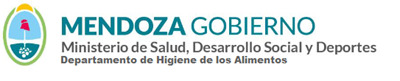 MENDOZA GOBIERNO
Ministerio de Salud, Desarrollo Social y Deportes
Departamento de Higiene de los Alimentos